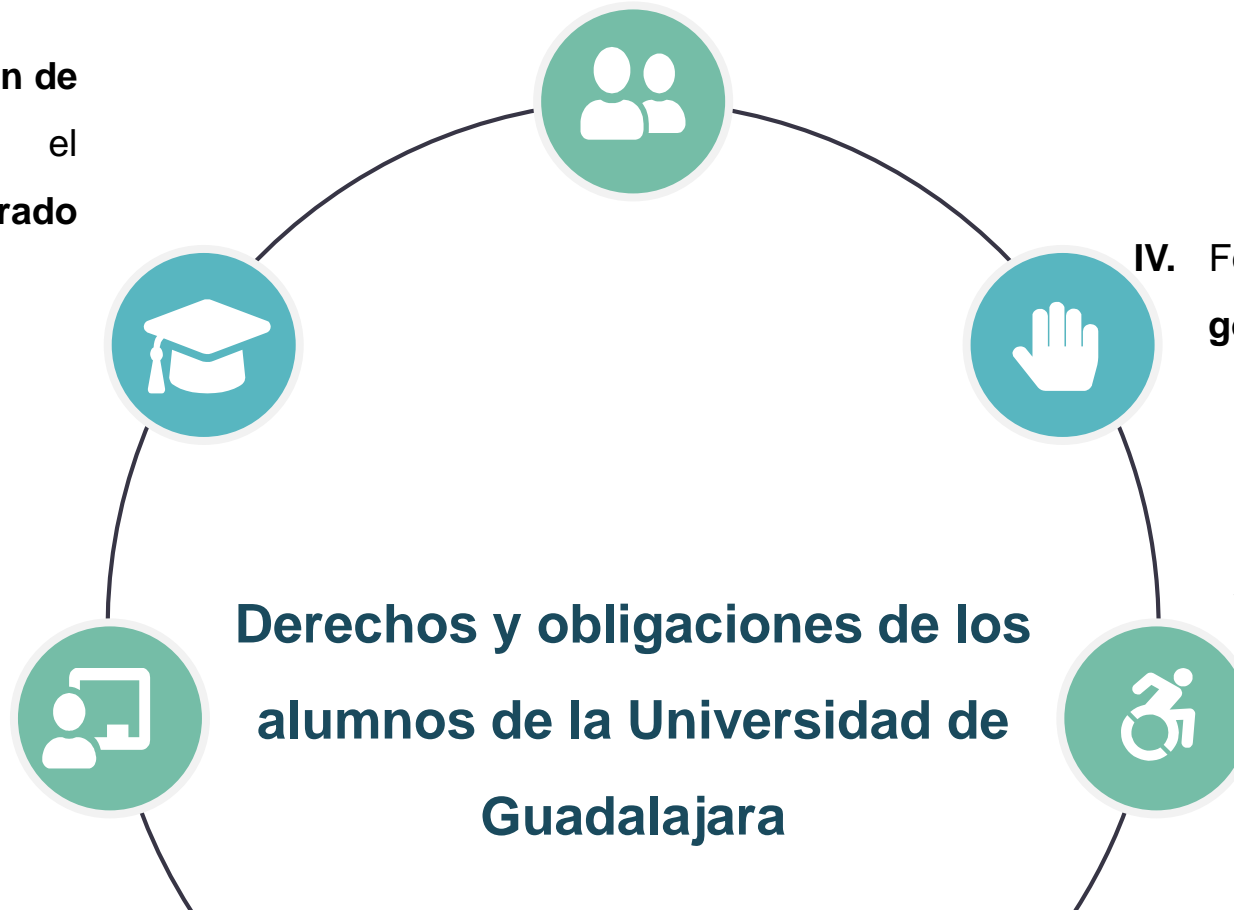 n de
el
rado
IV.
Derechos y obligaciones de los
alumnos de la Universidad de
Guadalajara